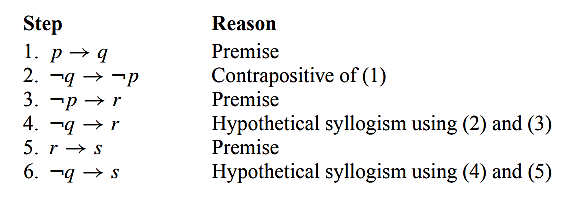 Step Reason
1. p → q Premise
2. ¬q → ¬p Contrapositive of (1)
3. ¬p → r Premise
4. ¬q → r Hypothetical syllogism using (2) and (3)
5. r → s Premise
6. ¬q → s Hypothetical syllogism using (4) and (5)